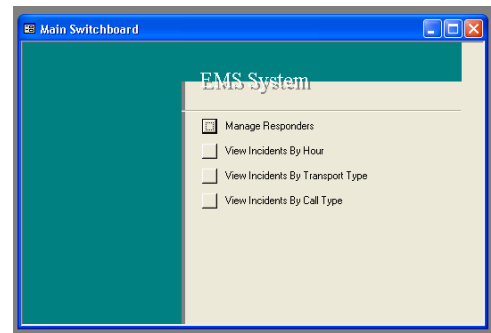 Main Switchboard
EMS System
Manage Responders
View Incidents By Hour
View Incidents By Transport Type
View Incidents By Call Type